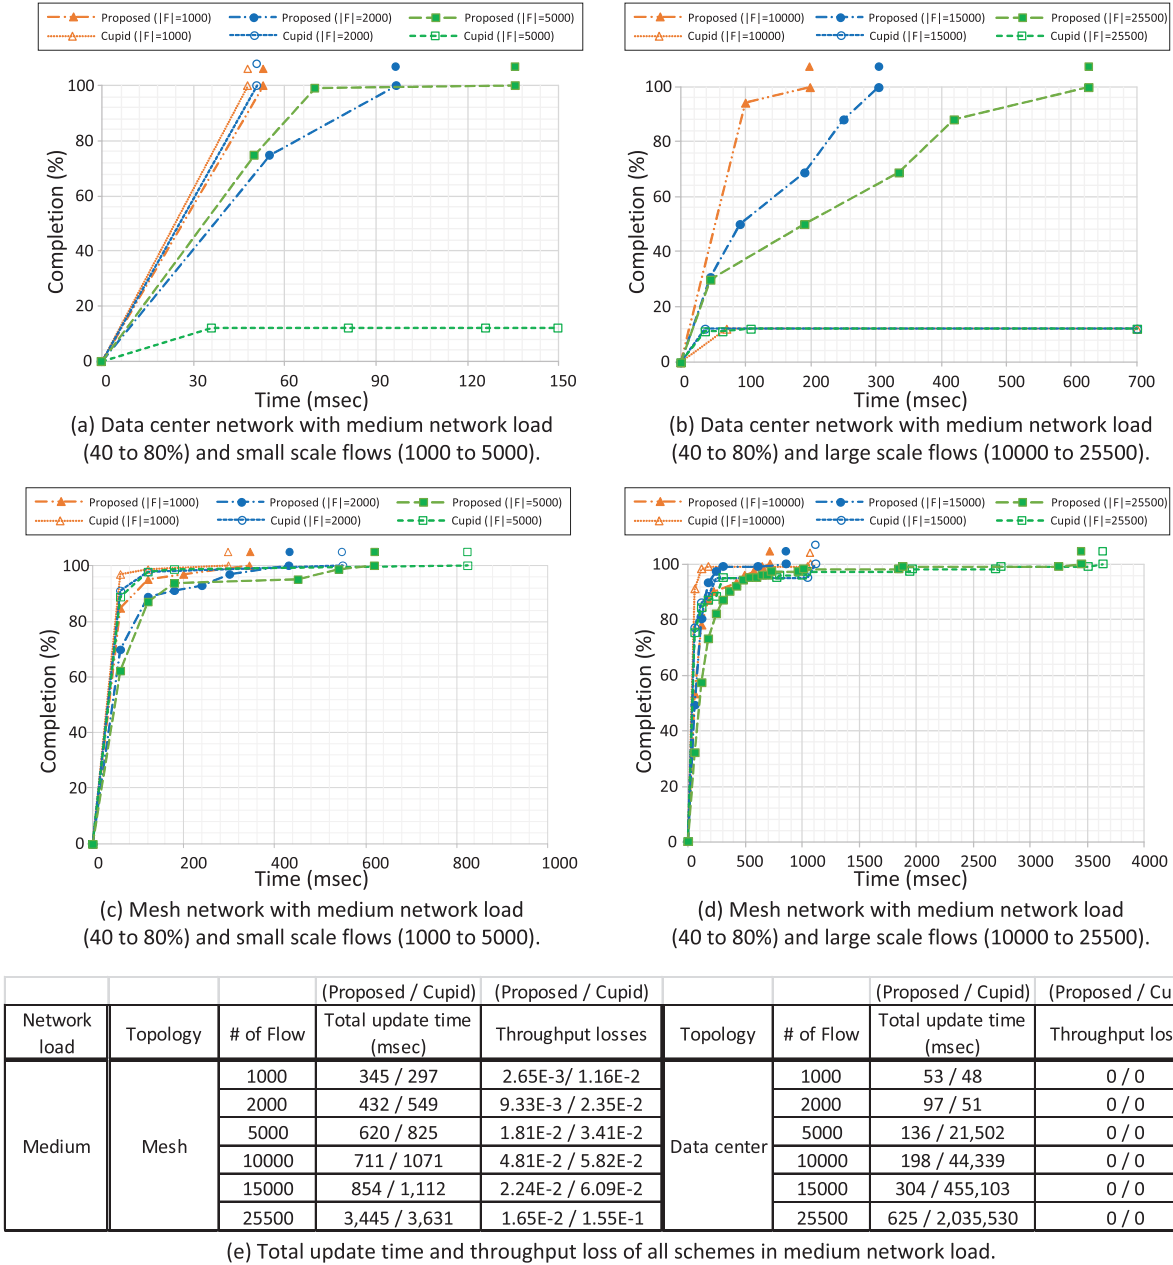 Proposed (|F|=1000) Proposed (|F|=2000) Proposed (|F|=5000)
Cupid (|F|=1000) Cupid (|F|=2000) Cupid (|F|=5000)
100
80
60
40
20
0
Completion (%)
0 30 60 90 120 150
Time (msec)
(a) Data center network with medium network load
(40 to 80%) and small scale flows (1000 to 5000).
Proposed (|F|=10000) Proposed (|F|=15000) Proposed (|F|=25500)
Cupid (|F|=10000) Cupid (|F|=15000) Cupid (|F|=25500)
100
80
60
40
20
0
Completion (%)
0 100 200 300 400 500 600 700
Time (msec)
(b) Data center network with medium network load
(40 to 80%) and large scale flows (10000 to 25500).
Proposed (|F|=1000) Proposed (|F|=2000) Proposed (|F|=5000)
Cupid (|F|=1000) Cupid (|F|=2000) Cupid (|F|=5000)
100
80
60
40
20
0
Completion (%)
0 200 400 600 800 1000
Time (msec)
(c) Mesh network with medium network load
(40 to 80%) and small scale flows (1000 to 5000).
Proposed (|F|=10000) Proposed (|F|=15000) Proposed (|F|=25500)
Cupid (|F|=10000) Cupid (|F|=15000) Cupid (|F|=25500)
100
80
60
40
20
0
Completion (%)
0 500 1000 1500 2000 2500 3000 3500 4000
Time (msec)
(d) Mesh network with medium network load
(40 to 80%) and large scale flows (10000 to 25500).
(Proposed / Cupid) (Proposed / Cupid) (Proposed / Cupid) (Proposed / Cu
Network load Topology # of Flow Total update time (msec) Throughput losses Topology # of Flow Total update time (msec) Throughput los
Medium Mesh Data center
1000 345 / 297 2.65E-3/ 1.16E-2 1000 53 / 48 0 / 0
2000 432 / 549 9.33E-3 / 2.35E-2 2000 97 / 51 0 / 0
5000 620 / 825 1.81E-2 / 3.41E-2 5000 136 / 21,502 0 / 0
10000 711 / 1071 4.81E-2 / 5.82E-2 10000 198 / 44,339 0 / 0
15000 854 / 1,112 2.24E-2 / 6.09E-2 15000 304 / 455,103 0 / 0
25500 3,445 / 3,631 1.65E-2 / 1.55E-1 25500 625 / 2,035,530 0 / 0
(e) Total update time and throughput loss of all schemes in medium network load.